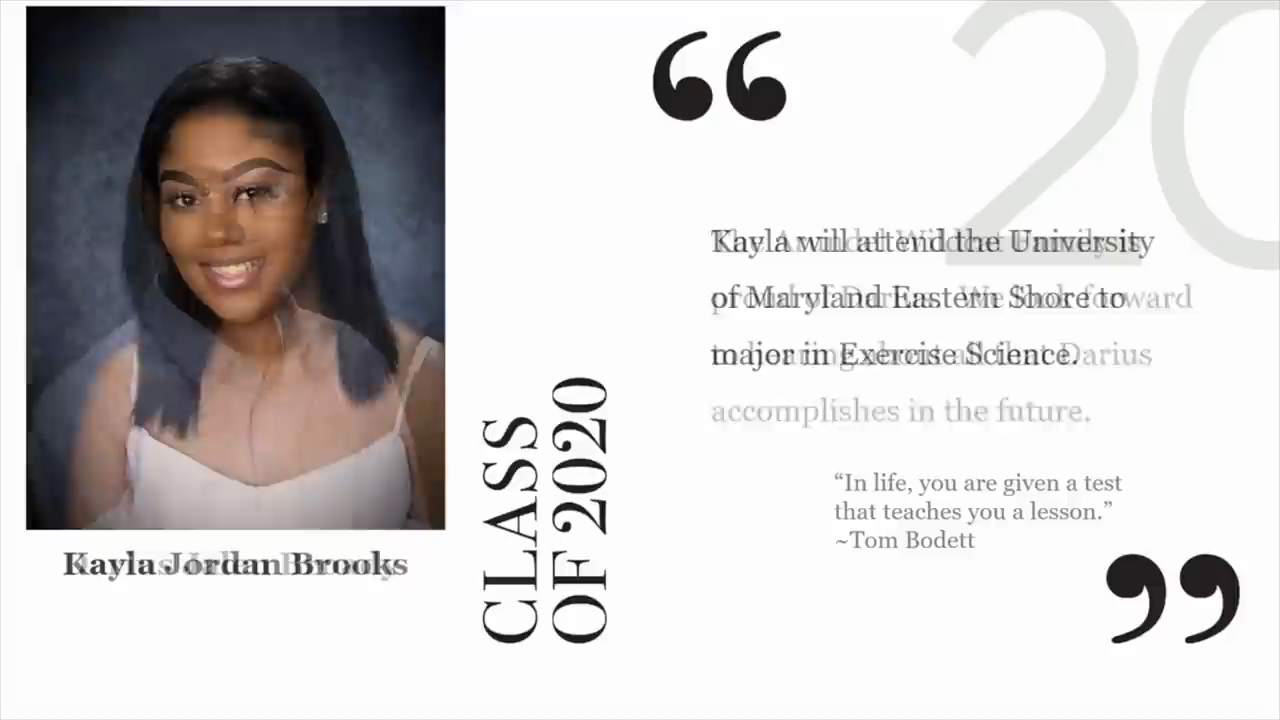 20
Kayla will attend the University
of Maryland Eastern Shore to
major in Exercise Science.
Darius
accomplishes in the future.
“In life, you are given a test
that teaches you a lesson.”
~Tom Bodett
Kayla Jordan Brooks
CLASS
OF 2020